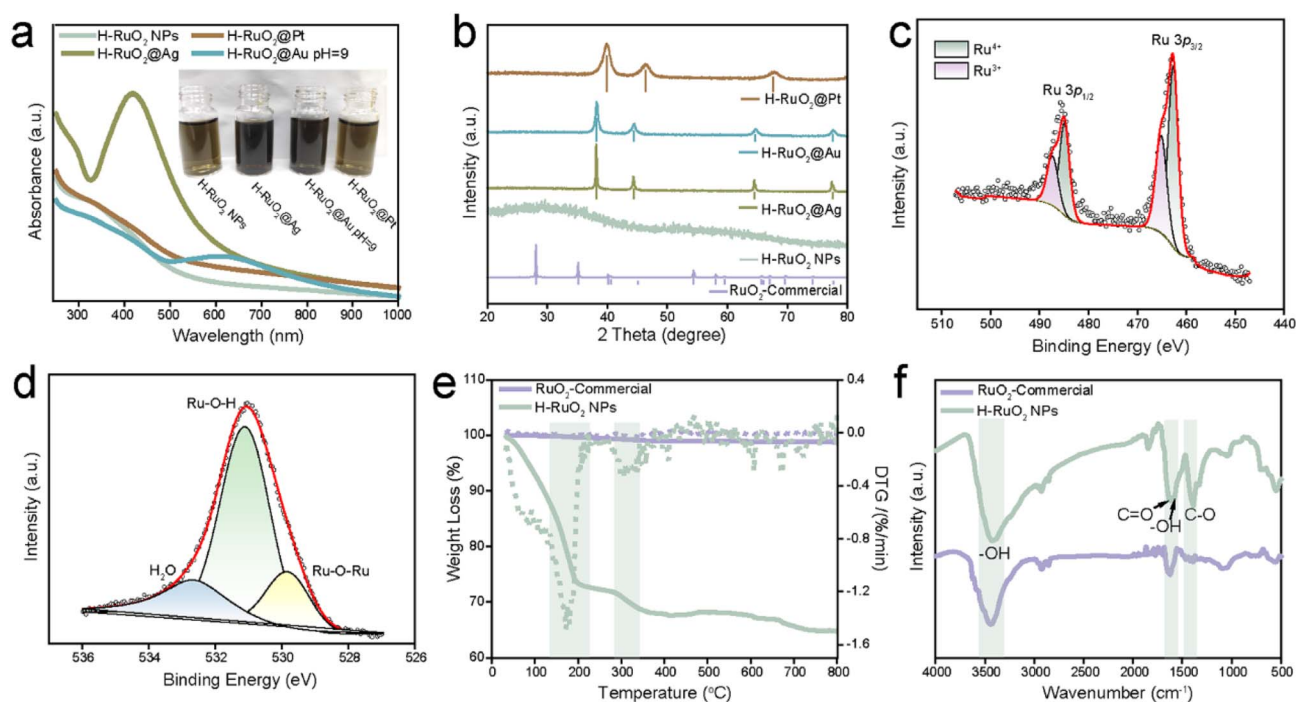 a
H-RuO2 NPs
H-RuO2@Pt
H-RuO2@Ag
H-RuO2@Au pH=9
Absorbance (a.u.)
H-RuO2 NPs
H-RuO2@Ag
H-RuO2@Au pH=9
H-RuO2@Pt
300 400 500 600 700 800 900 1000
Wavelength (nm)
b
Intensity (a.u.)
H-RuO2@Pt
H-RuO2@Au
H-RuO2@Ag
H-RuO2 NPs
RuO2-Commercial
20 30 40 50 60 70 80
2 Theta (degree)
c
Ru4+
Ru3+
Ru 3p1/2
Ru 3p3/2
Intensity (a.u.)
510 500 490 480 470 460 450 440
Binding Energy (eV)
d
Ru-O-H
H2O
Ru-O-Ru
Intensity (a.u.)
536 534 532 530 528 526
Binding Energy (eV)
e
RuO2-Commercial
H-RuO2 NPs
Weight Loss (%)
110
100
90
80
70
60
0.4
0.0
-0.4
-0.8
-1.2
-1.6
DTG /(%/min)
0 100 200 300 400 500 600 700 800
Temperature (oC)
f
RuO2-Commercial
H-RuO2 NPs
Intensity (a.u.)
-OH
C=O
-OH
C-O
4000 3500 3000 2500 2000 1500 1000 500
Wavenumber (cm-1)